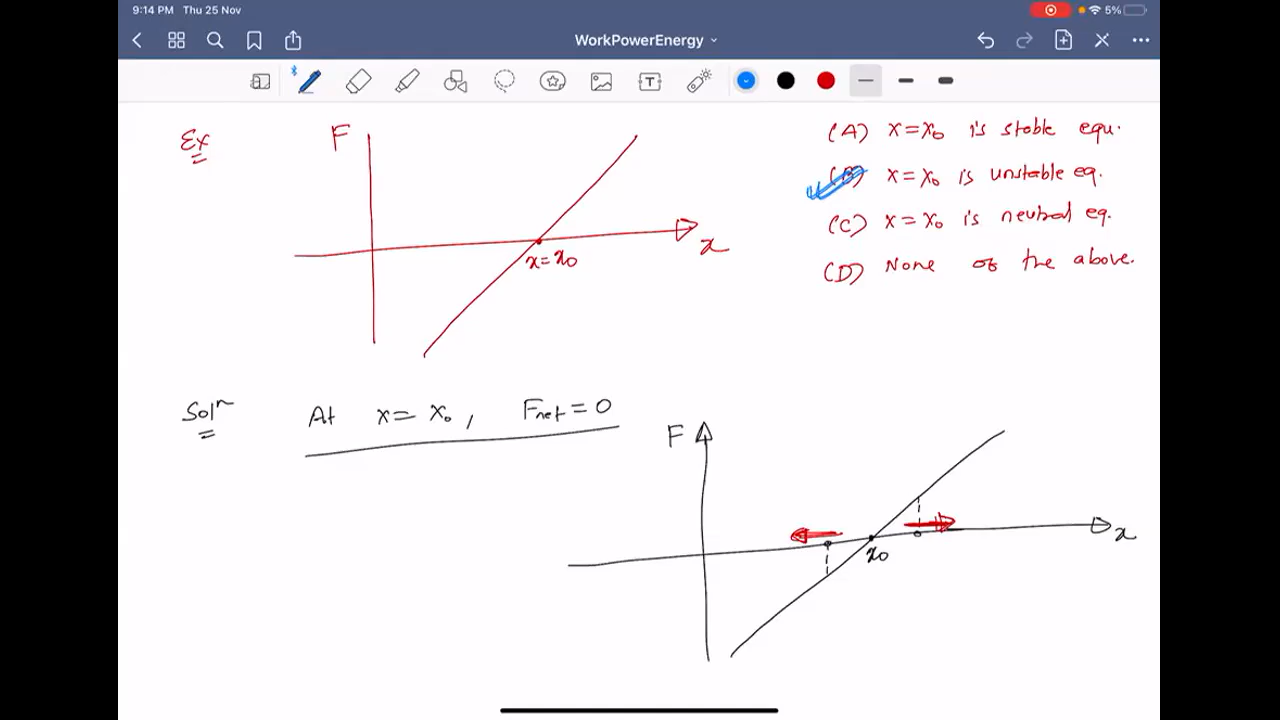 9:14 PM Thu 25 Nov
5%
WorkPowerEnergy
T
Ex
F
x = x₀
x
(A) x = x₀ is stable equ.
(B) x = x₀ is unstable eq.
(C) x = x₀ is neutral eq.
(D) None of the above.
Solⁿ
At x = x₀, Fnet = 0
F
x₀
x